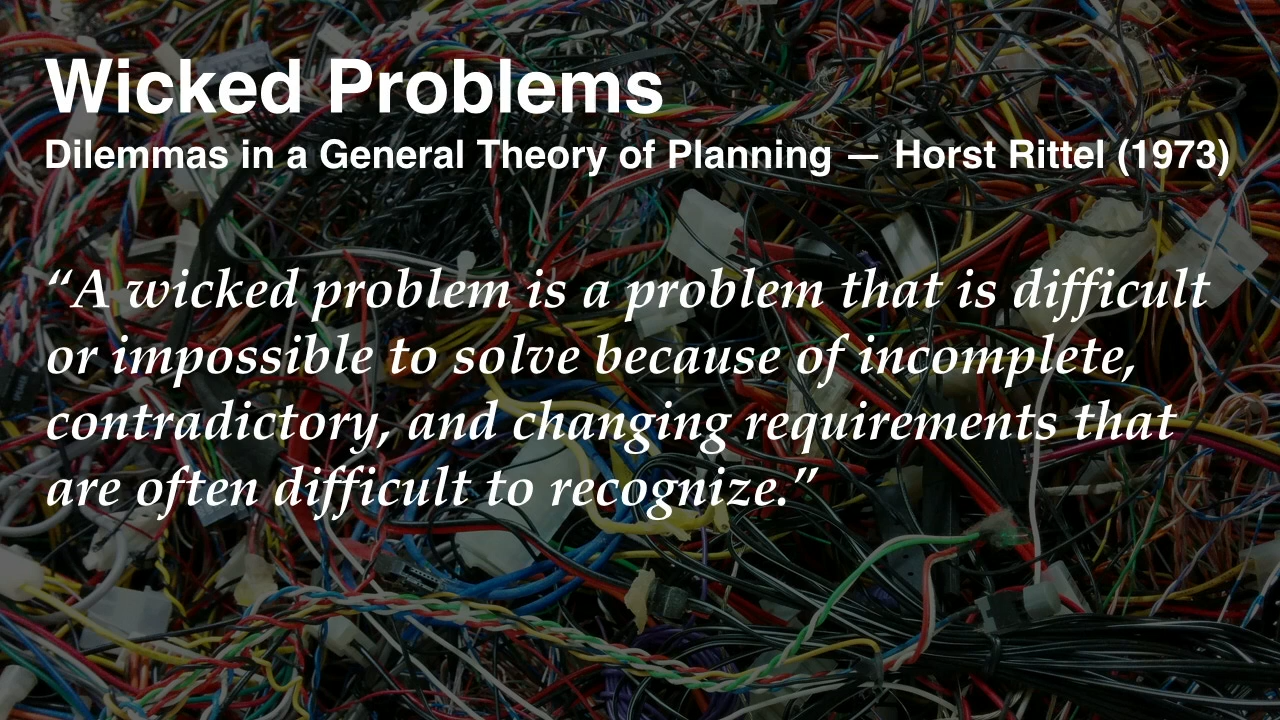 Wicked Problems
Dilemmas in a General Theory of Planning — Horst Rittel (1973)
“A wicked problem is a problem that is difficult
or impossible to solve because of incomplete,
contradictory, and changing requirements that
are often difficult to recognize.”